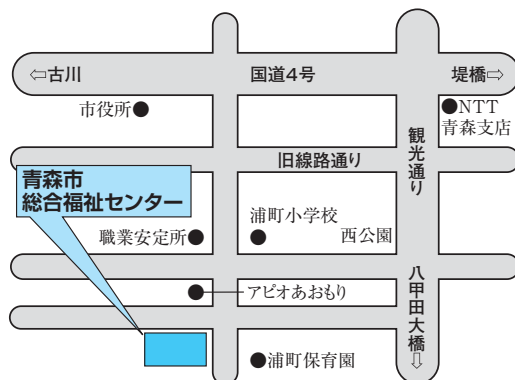 ⇦古川
国道4号
堤橋⇨
市役所●
●NTT
青森支店
観光通り
旧線路通り
青森市
総合福祉センター
浦町小学校
職業安定所●
西公園
アピオあおもり
八甲田大橋⇨
●浦町保育園